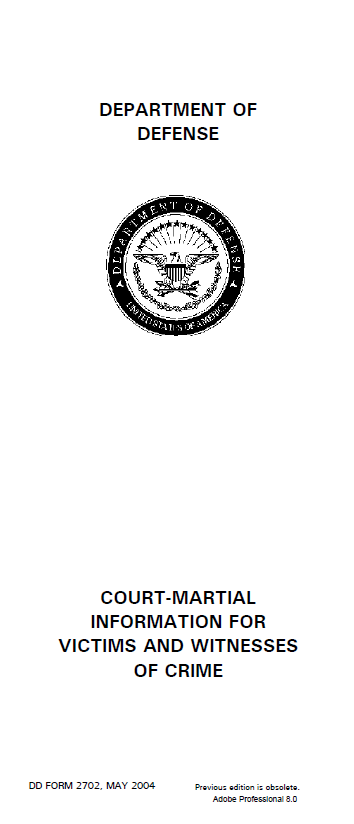 DEPARTMENT OF
DEFENSE
DEPARTMENT OF DEFENSE
UNITED STATES OF AMERICA
COURT-MARTIAL
INFORMATION FOR
VICTIMS AND WITNESSES
OF CRIME
DD FORM 2702, MAY 2004
Previous edition is obsolete.
Adobe Professional 8.0